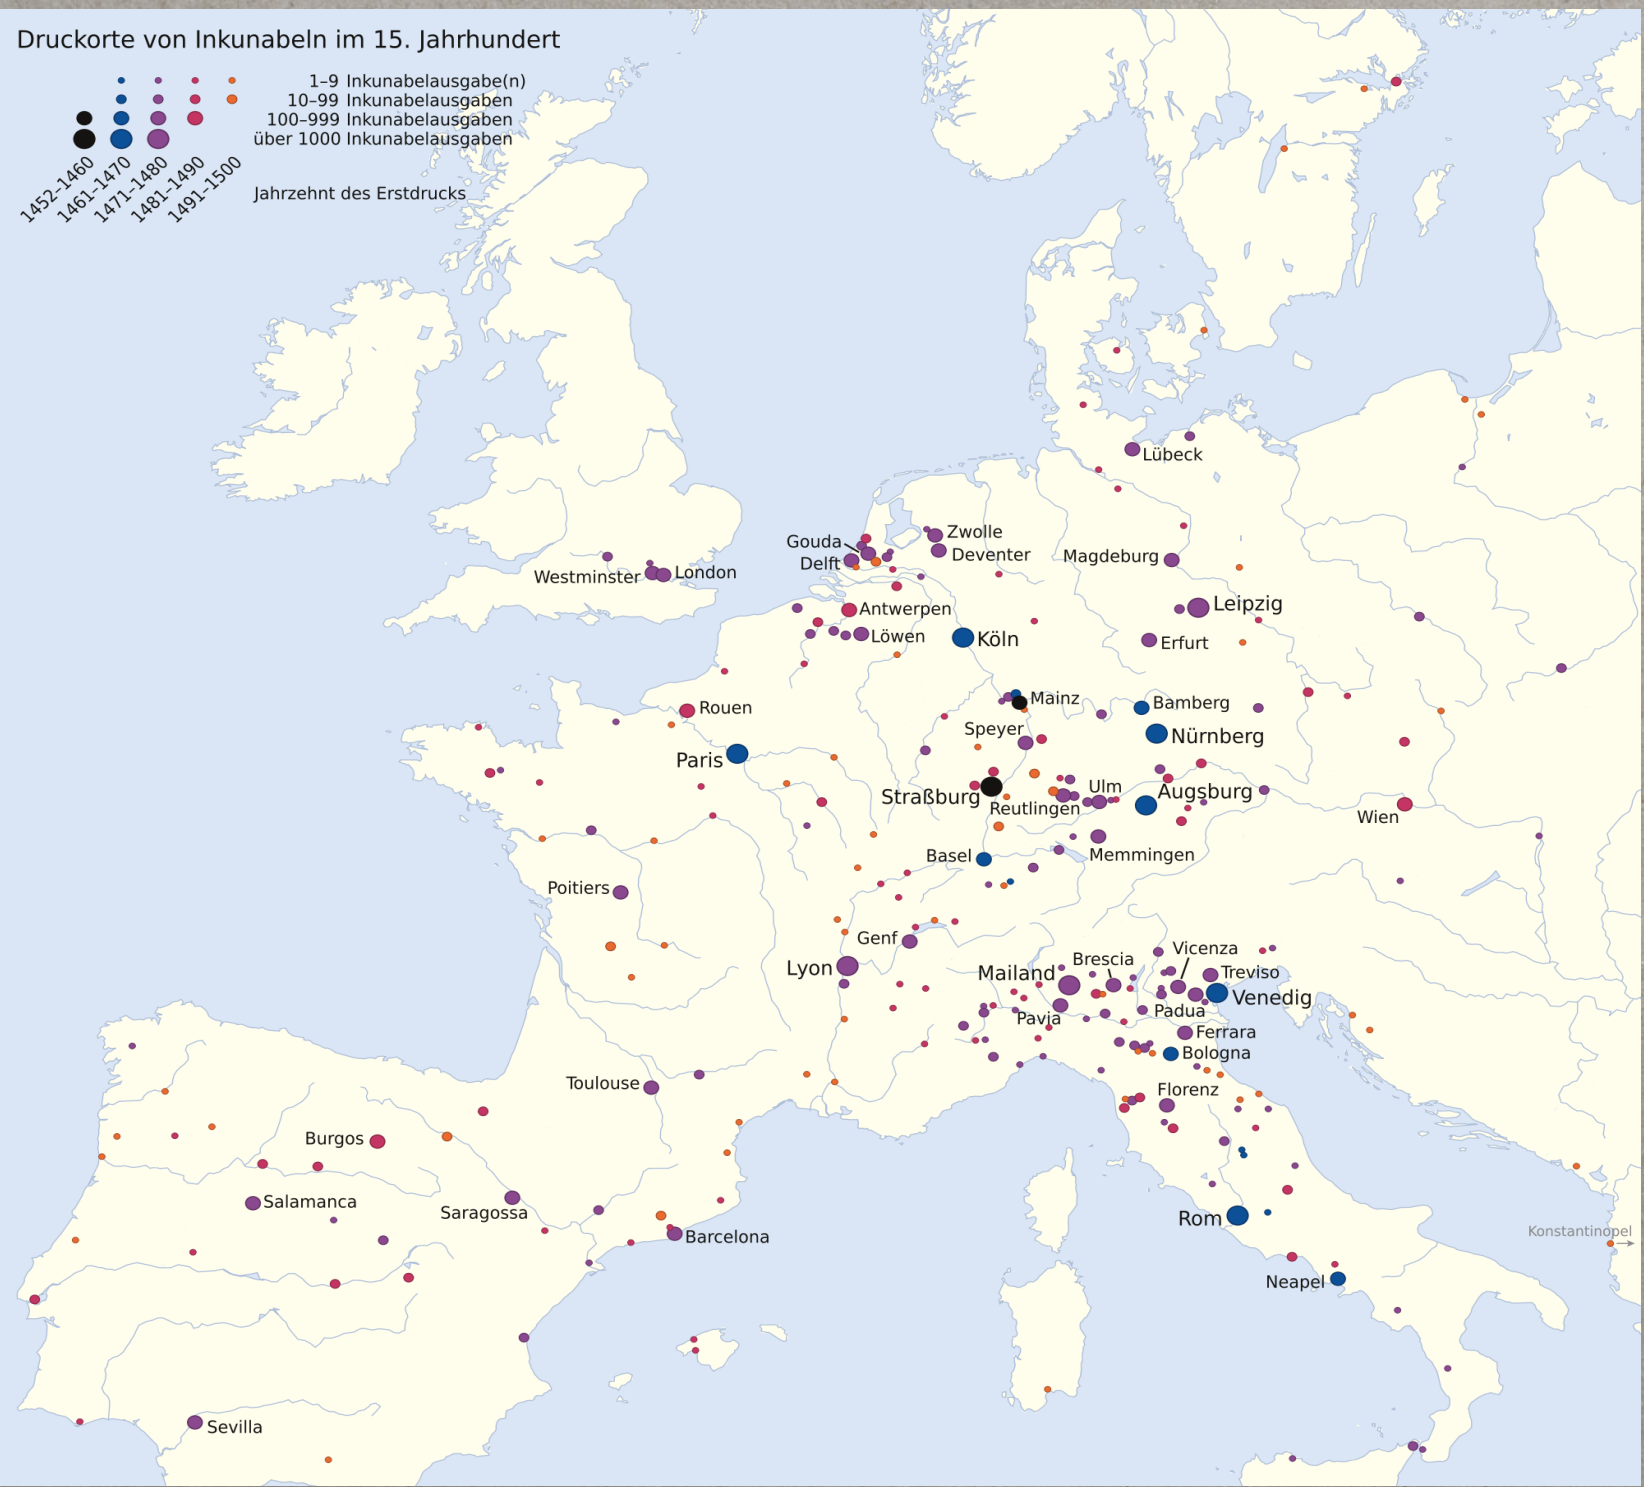 Druckorte von Inkunabeln im 15. Jahrhundert
1–9 Inkunabelausgabe(n)
10–99 Inkunabelausgaben
100–999 Inkunabelausgaben
über 1000 Inkunabelausgaben
1452–1460
1461–1470
1471–1480
1481–1490
1491–1500
Jahrzehnt des Erstdrucks
Lübeck
Zwolle
Gouda
Deventer
Delft
Magdeburg
Westminster
London
Leipzig
Antwerpen
Löwen
Köln
Erfurt
Mainz
Bamberg
Rouen
Speyer
Nürnberg
Paris
Ulm
Augsburg
Straßburg
Reutlingen
Wien
Basel
Memmingen
Poitiers
Genf
Vicenza
Brescia
Lyon
Mailand
Treviso
Venedig
Pavia
Padua
Ferrara
Bologna
Toulouse
Florenz
Burgos
Salamanca
Saragossa
Rom
Barcelona
Konstantinopel
Neapel
Sevilla